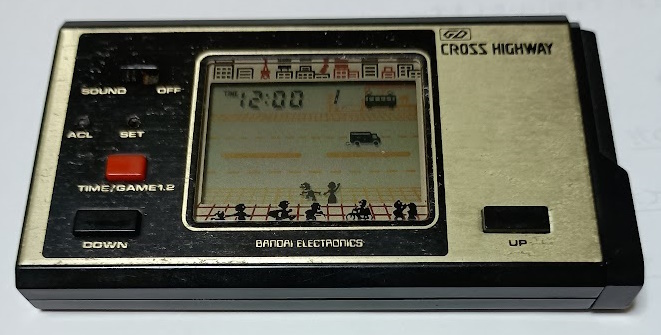 GD
CROSS HIGHWAY
SOUND OFF
ACL SET
TIME/GAME1.2
DOWN
TIME 12:00 1
BANDAI ELECTRONICS
UP